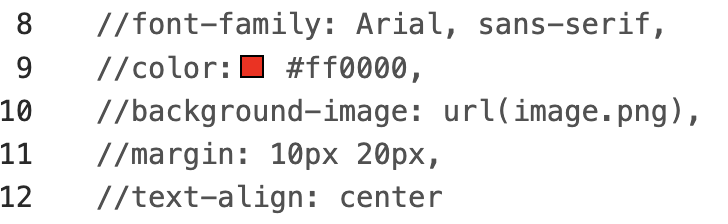 8 //font-family: Arial, sans-serif,
9 //color: #ff0000,
10 //background-image: url(image.png),
11 //margin: 10px 20px,
12 //text-align: center